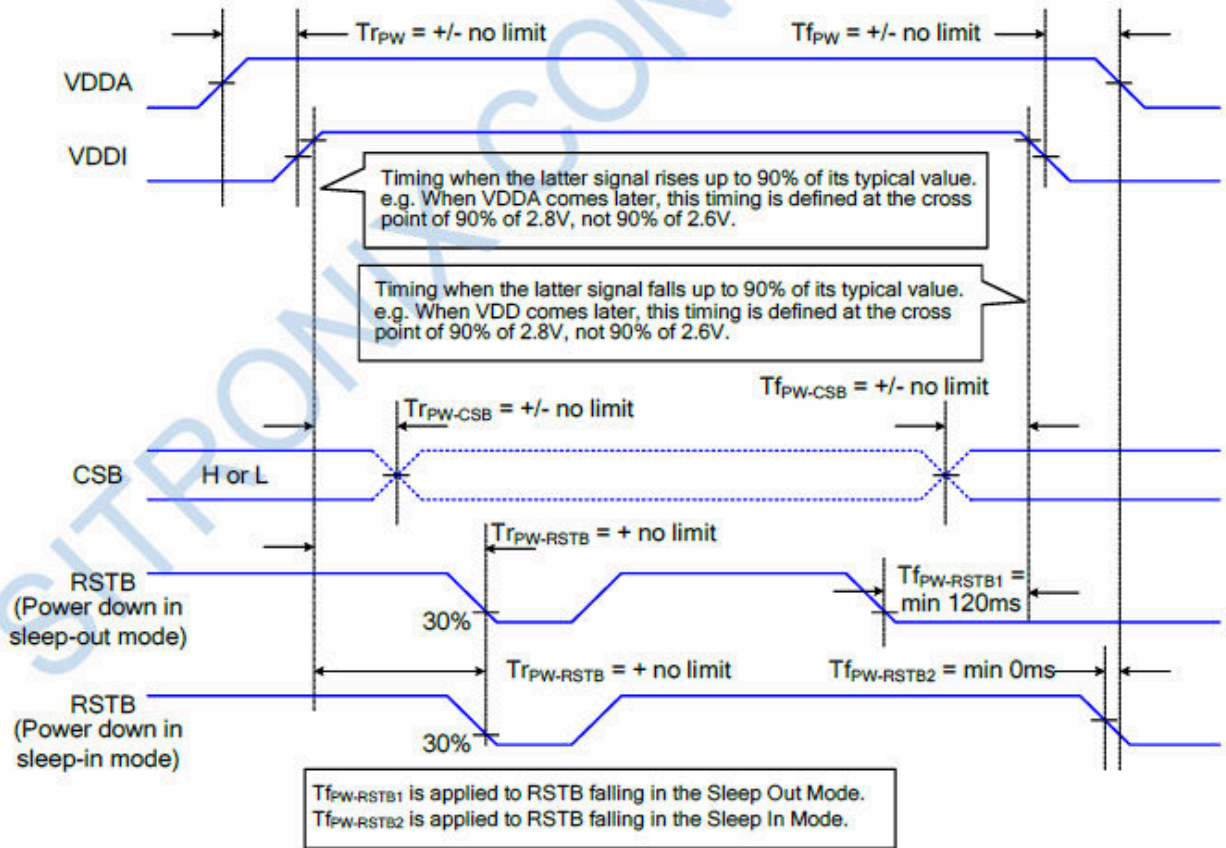 TrPW = +/- no limit
TfPW = +/- no limit
VDDA
VDDI
Timing when the latter signal rises up to 90% of its typical value.
e.g. When VDDA comes later, this timing is defined at the cross
point of 90% of 2.8V, not 90% of 2.6V.
Timing when the latter signal falls up to 90% of its typical value.
e.g. When VDD comes later, this timing is defined at the cross
point of 90% of 2.8V, not 90% of 2.6V.
TrPW-CSB = +/- no limit
TfPW-CSB = +/- no limit
CSB
H or L
TrPW-RSTB = + no limit
RSTB
(Power down in
sleep-out mode)
30%
TfPW-RSTB1 =
min 120ms
TrPW-RSTB = + no limit
TfPW-RSTB2 = min 0ms
RSTB
(Power down in
sleep-in mode)
30%
TfPW-RSTB1 is applied to RSTB falling in the Sleep Out Mode.
TfPW-RSTB2 is applied to RSTB falling in the Sleep In Mode.
SITRONIX CON